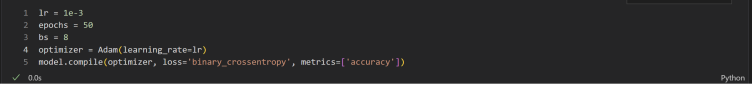 1 lr = 1e-3
2 epochs = 50
3 bs = 8
4 optimizer = Adam(learning_rate=lr)
5 model.compile(optimizer, loss='binary_crossentropy', metrics=['accuracy'])
✓ 0.0s Python